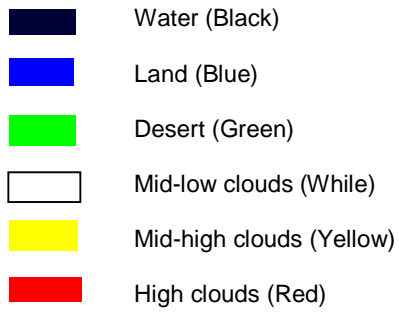 Water (Black)
Land (Blue)
Desert (Green)
Mid-low clouds (While)
Mid-high clouds (Yellow)
High clouds (Red)